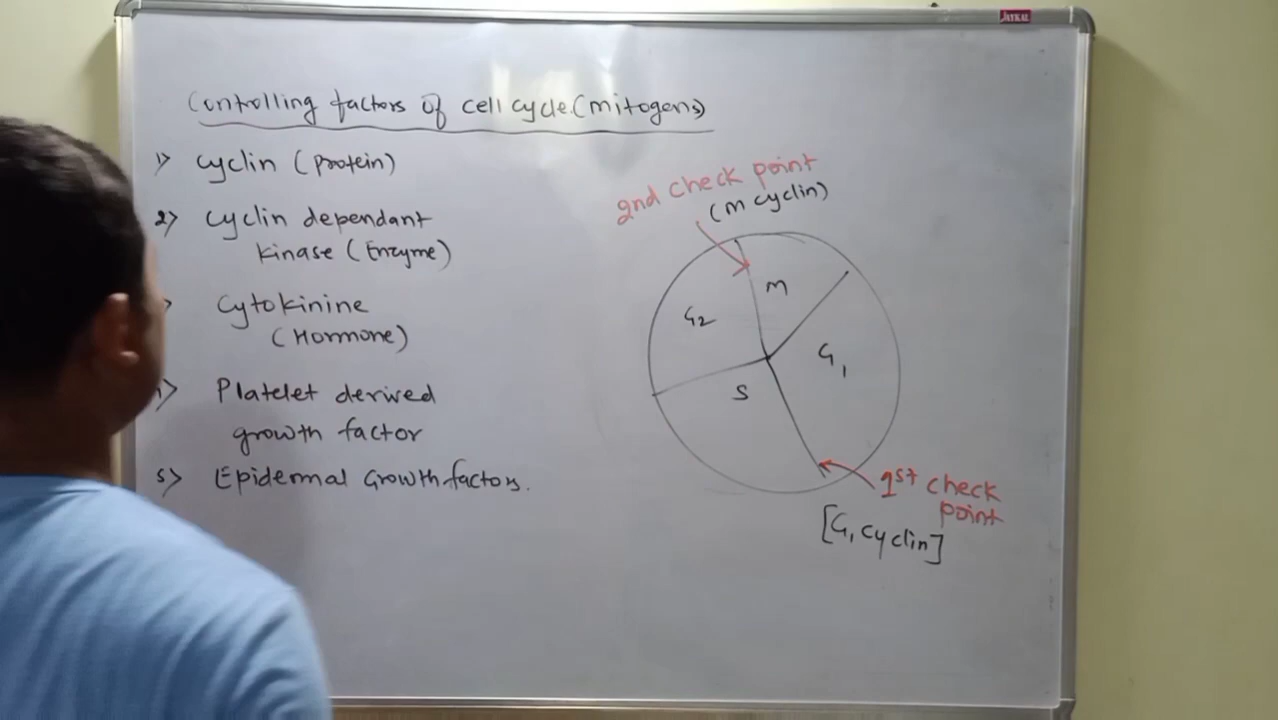 JAYKAL
Controlling factors of cell cycle.(mitogens)
1> cyclin (protein)
2> cyclin dependant
kinase (Enzyme)
> Cytokinine
(Hormone)
> Platelet derived
growth factor
5> Epidermal Growth factors.
2nd check point
(M cyclin)
M
G2
G1
S
1st check
point
[G1 cyclin]